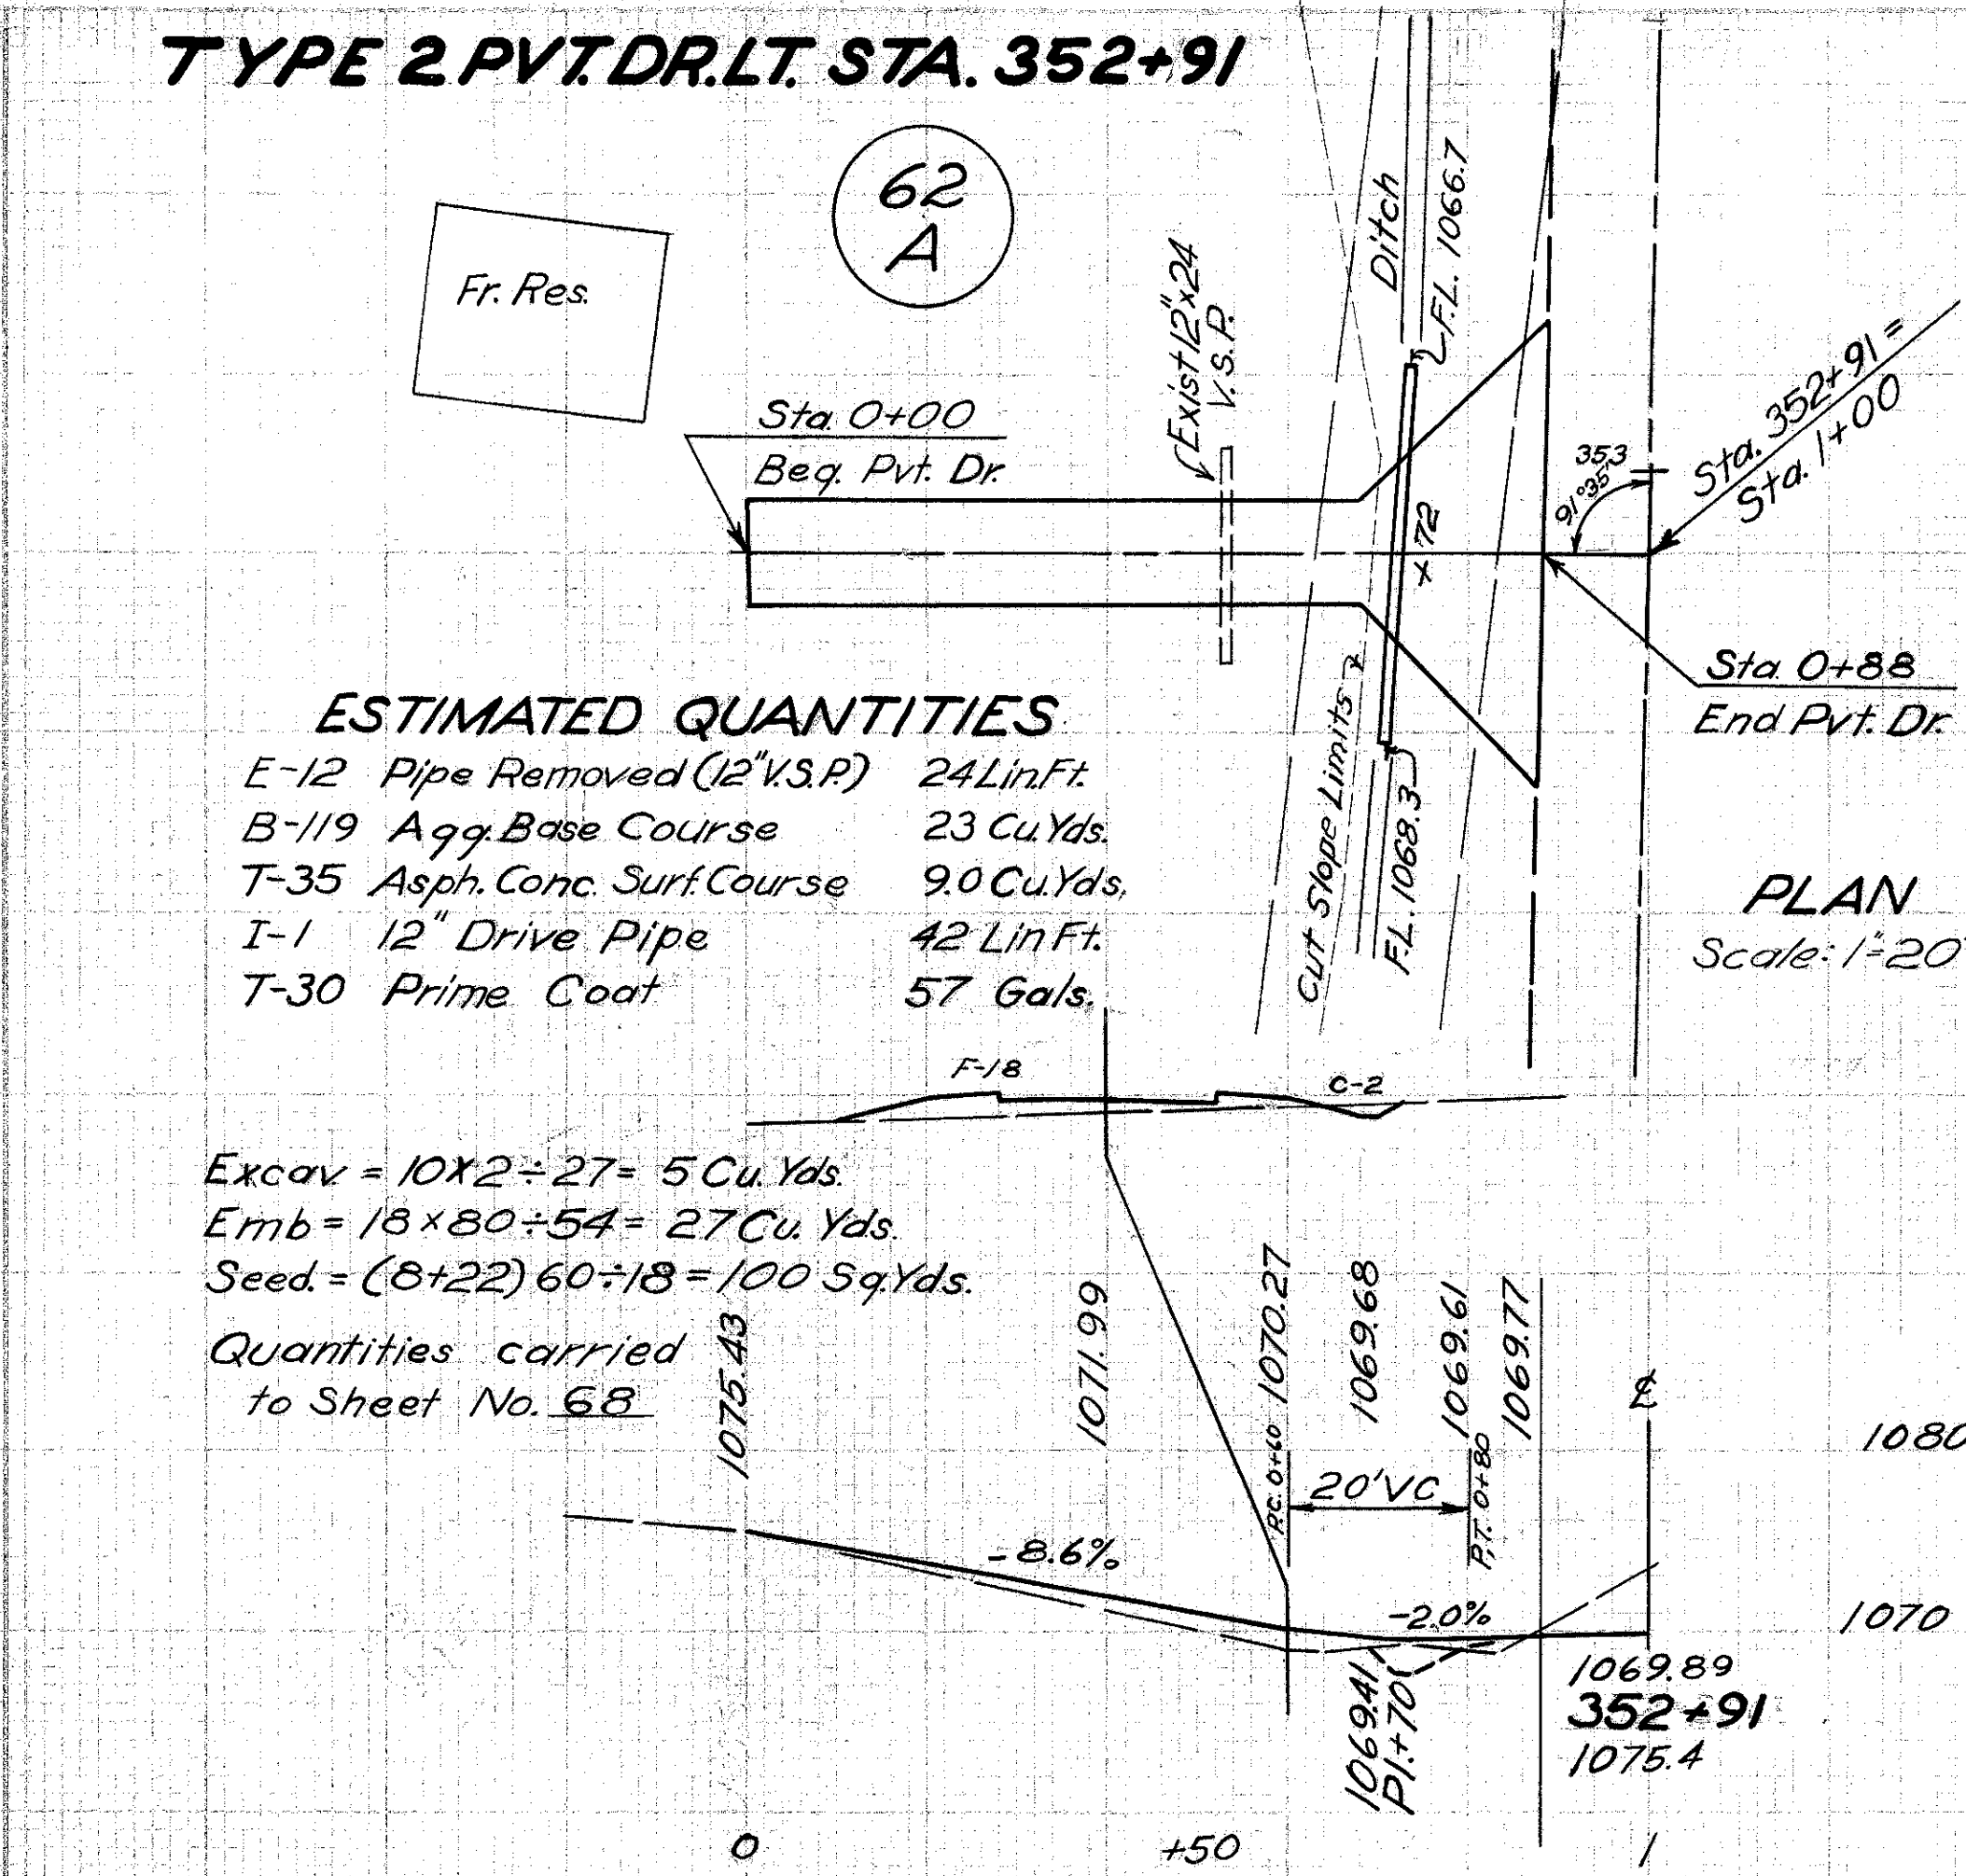 TYPE 2 PVT. DR. LT. STA. 352+91
62
A
Fr. Res.
Exist 12"x24
V.S.P.
Ditch
F.L. 1066.7
Sta. 0+00
Beg. Pvt. Dr.
353
91°35'
Sta. 352+91 =
Sta. 1+00
x 72
Sta. 0+88
End Pvt. Dr.
Cut Slope Limits
F.L. 1068.3
PLAN
Scale: 1"=20'
ESTIMATED QUANTITIES
E-12 Pipe Removed (12" V.S.P.) 24 Lin. Ft.
B-119 Agg. Base Course 23 Cu. Yds.
T-35 Asph. Conc. Surf. Course 9.0 Cu. Yds.
I-1 12" Drive Pipe 42 Lin Ft.
T-30 Prime Coat 57 Gals.
F-18
C-2
Excav = 10X2÷27= 5 Cu. Yds.
Emb = 18×80÷54= 27 Cu. Yds.
Seed. = (8+22) 60÷18 = 100 Sq. Yds.
Quantities carried
to Sheet No. 68
1075.43
1071.99
1070.27
1069.68
1069.61
1069.77
P.C. 0+60
20' VC
P.T. 0+80
℄
1080
-8.6%
-2.0%
1070
1069.41
P.I.+70
1069.89
352+91
1075.4
0
+50
1